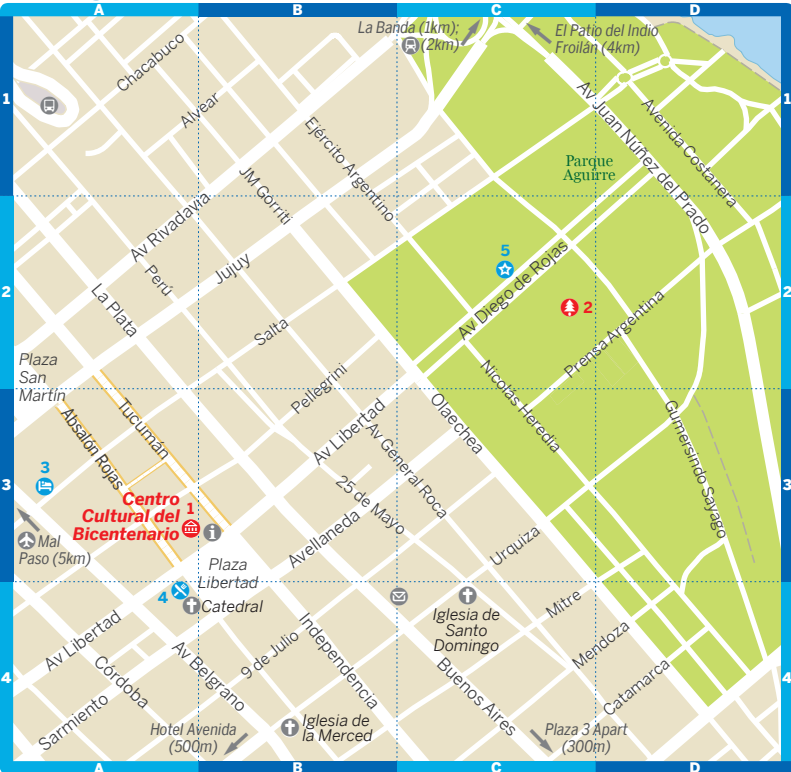 A
B
C
D
La Banda (1km);
(2km)
El Patio del Indio
Froilán (4km)
Chacabuco
1
1
Alvear
Ejército Argentino
Av Juan Núñez del Prado
Avenida Costanera
Parque
Aguirre
JM Gorriti
Av Rivadavia
Jujuy
Perú
2
2
5
Av Diego de Rojas
2
La Plata
Salta
Prensa Argentina
Plaza
San
Martín
Pellegrini
Nicolás Heredia
Olaechea
Av Libertad
Tucumán
Absalón Rojas
Av General Roca
Gumersindo Sayago
3
3
3
25 de Mayo
Centro
Cultural del
Bicentenario
1
Avellaneda
Urquiza
Mal
Paso (5km)
Plaza
Libertad
4
Catedral
Iglesia de
Santo
Domingo
Mitre
Mendoza
Av Libertad
Independencia
9 de Julio
Av Belgrano
Córdoba
4
4
Catamarca
Buenos Aires
Sarmiento
Hotel Avenida
(500m)
Iglesia de
la Merced
Plaza 3 Apart
(300m)
A
B
C
D